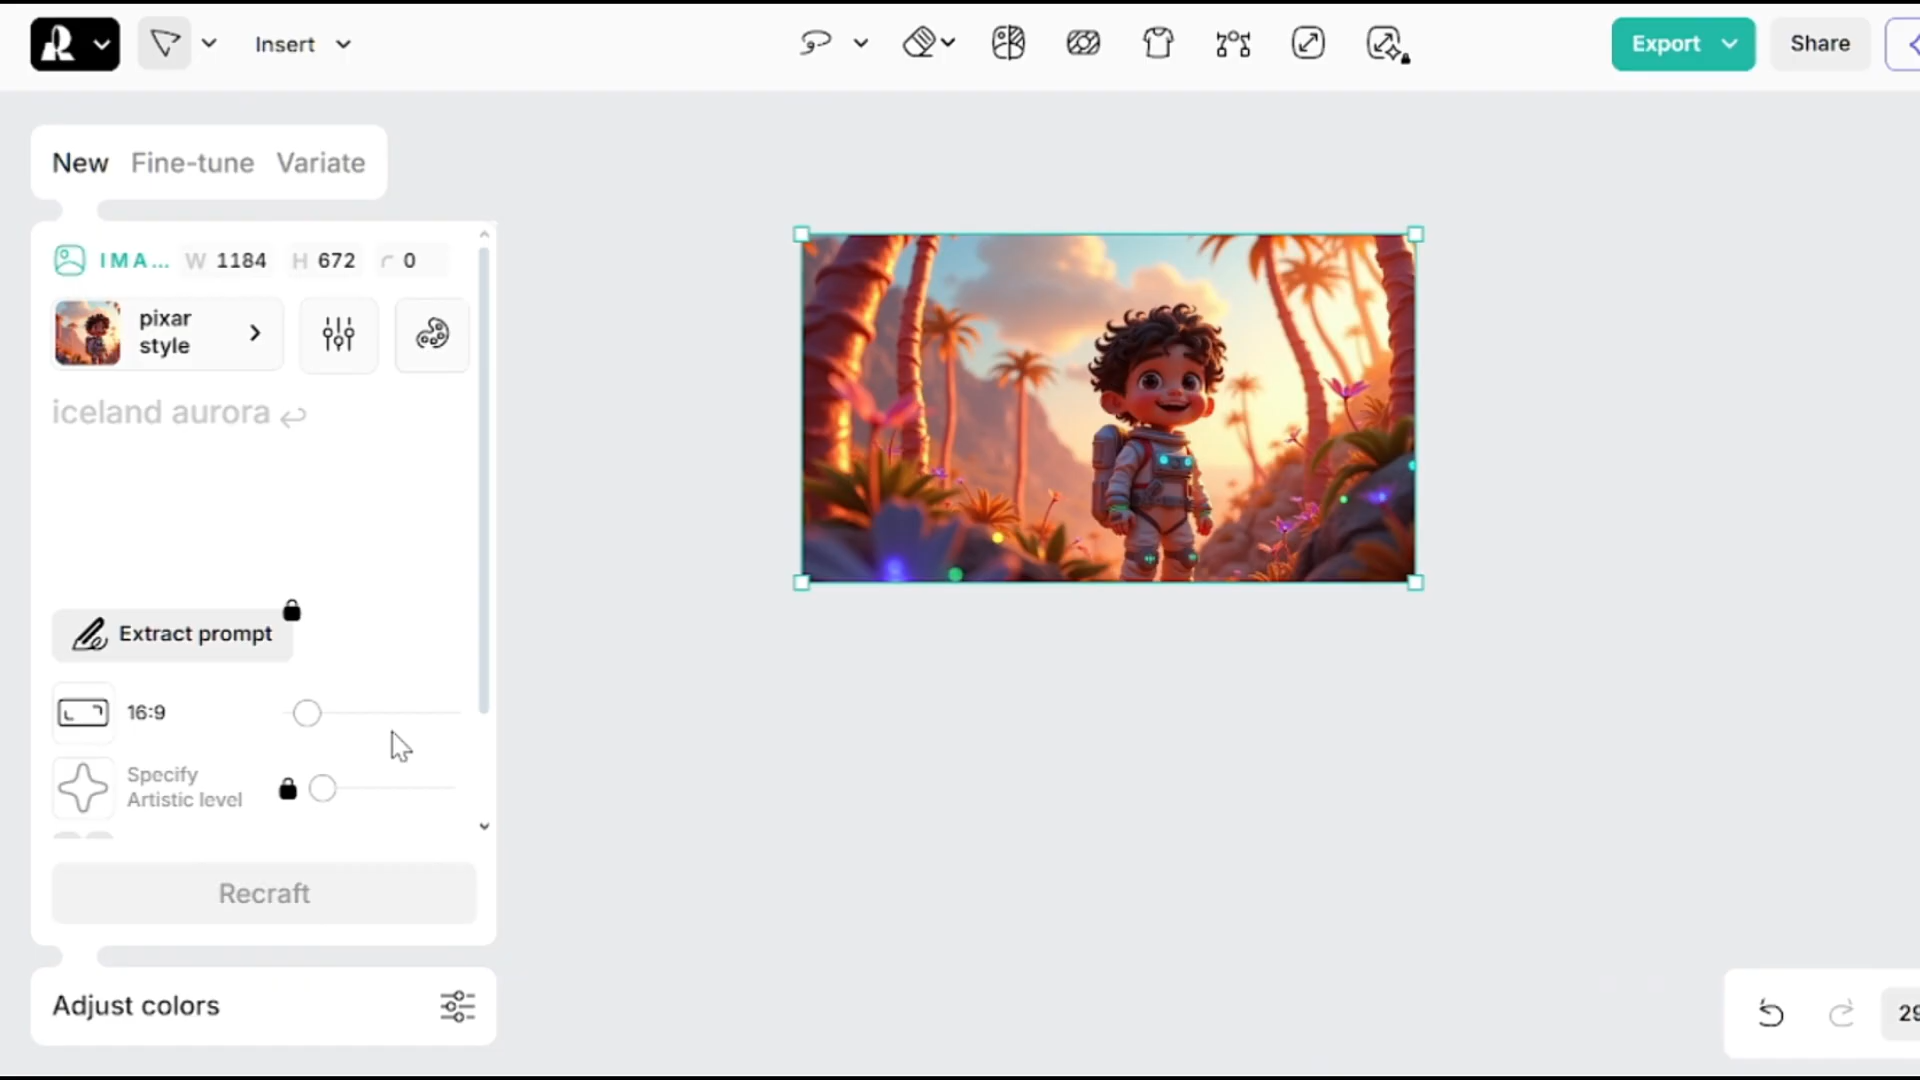 Insert
Export
Share
New Fine-tune Variate
IMA... W 1184 H 672 0
pixar
style
iceland aurora
Extract prompt
16:9
Specify
Artistic level
Recraft
Adjust colors
29